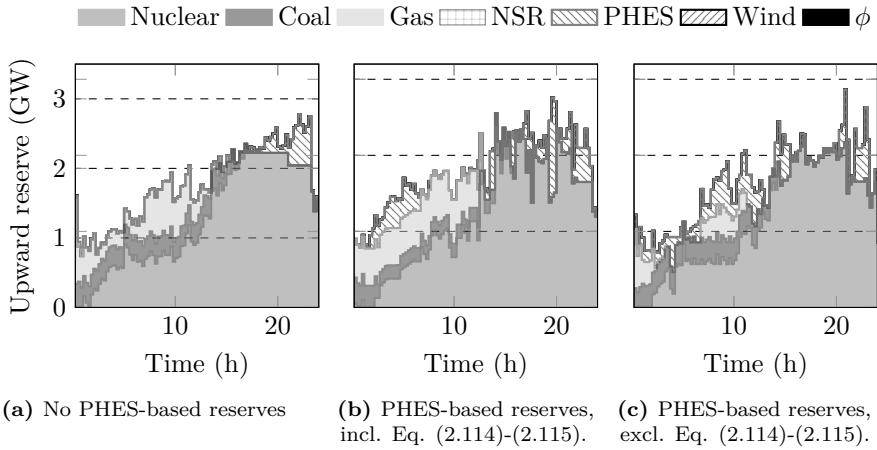 Nuclear Coal Gas NSR PHES Wind ϕ
Upward reserve (GW)
3
2
1
0
10 20
10 20
10 20
Time (h)
Time (h)
Time (h)
(a) No PHES-based reserves
(b) PHES-based reserves,
incl. Eq. (2.114)-(2.115).
(c) PHES-based reserves,
excl. Eq. (2.114)-(2.115).